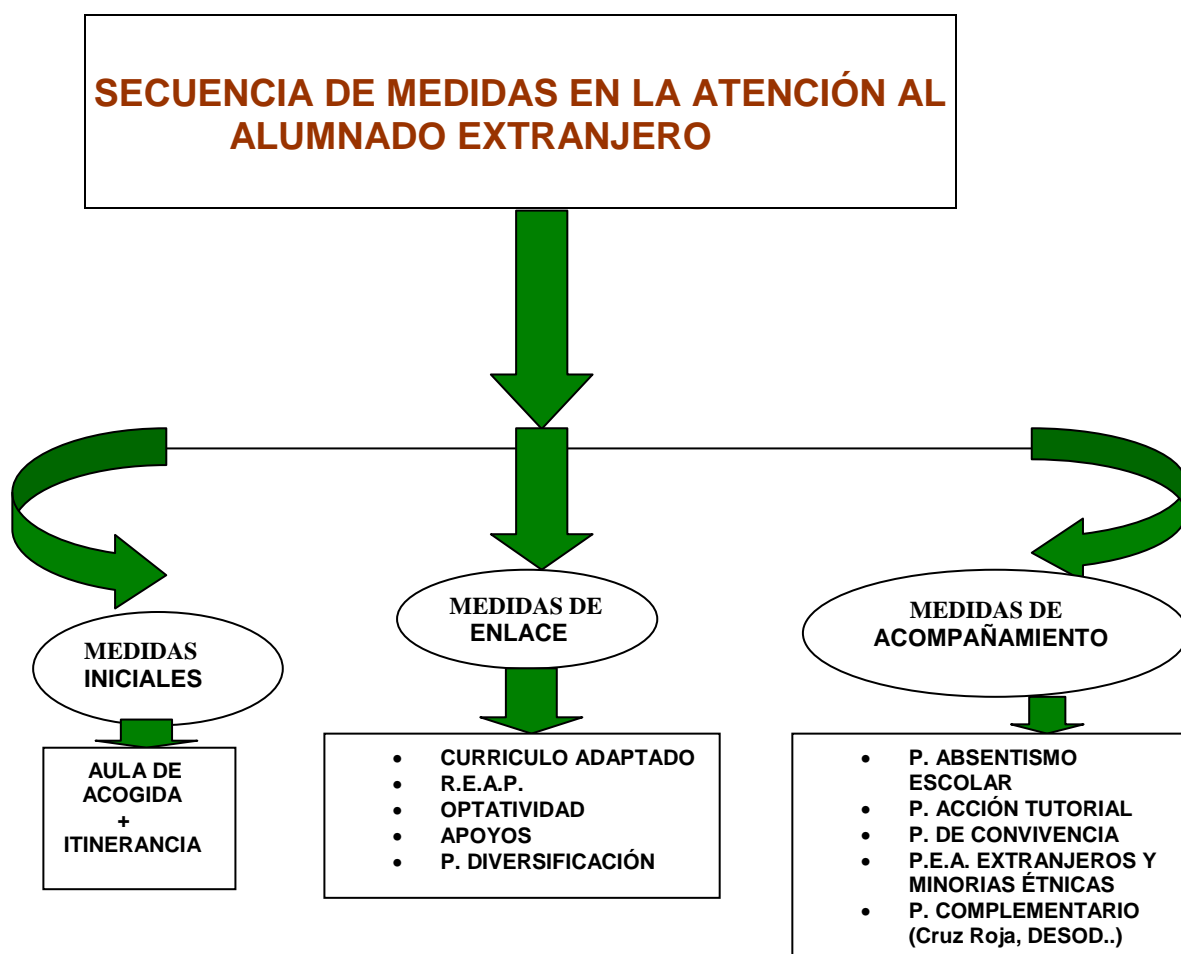 SECUENCIA DE MEDIDAS EN LA ATENCIÓN AL
ALUMNADO EXTRANJERO
MEDIDAS
INICIALES
AULA DE
ACOGIDA
+
ITINERANCIA
MEDIDAS DE
ENLACE
• CURRICULO ADAPTADO
• R.E.A.P.
• OPTATIVIDAD
• APOYOS
• P. DIVERSIFICACIÓN
MEDIDAS DE
ACOMPAÑAMIENTO
• P. ABSENTISMO
ESCOLAR
• P. ACCIÓN TUTORIAL
• P. DE CONVIVENCIA
• P.E.A. EXTRANJEROS Y
MINORIAS ÉTNICAS
• P. COMPLEMENTARIO
(Cruz Roja, DESOD..)